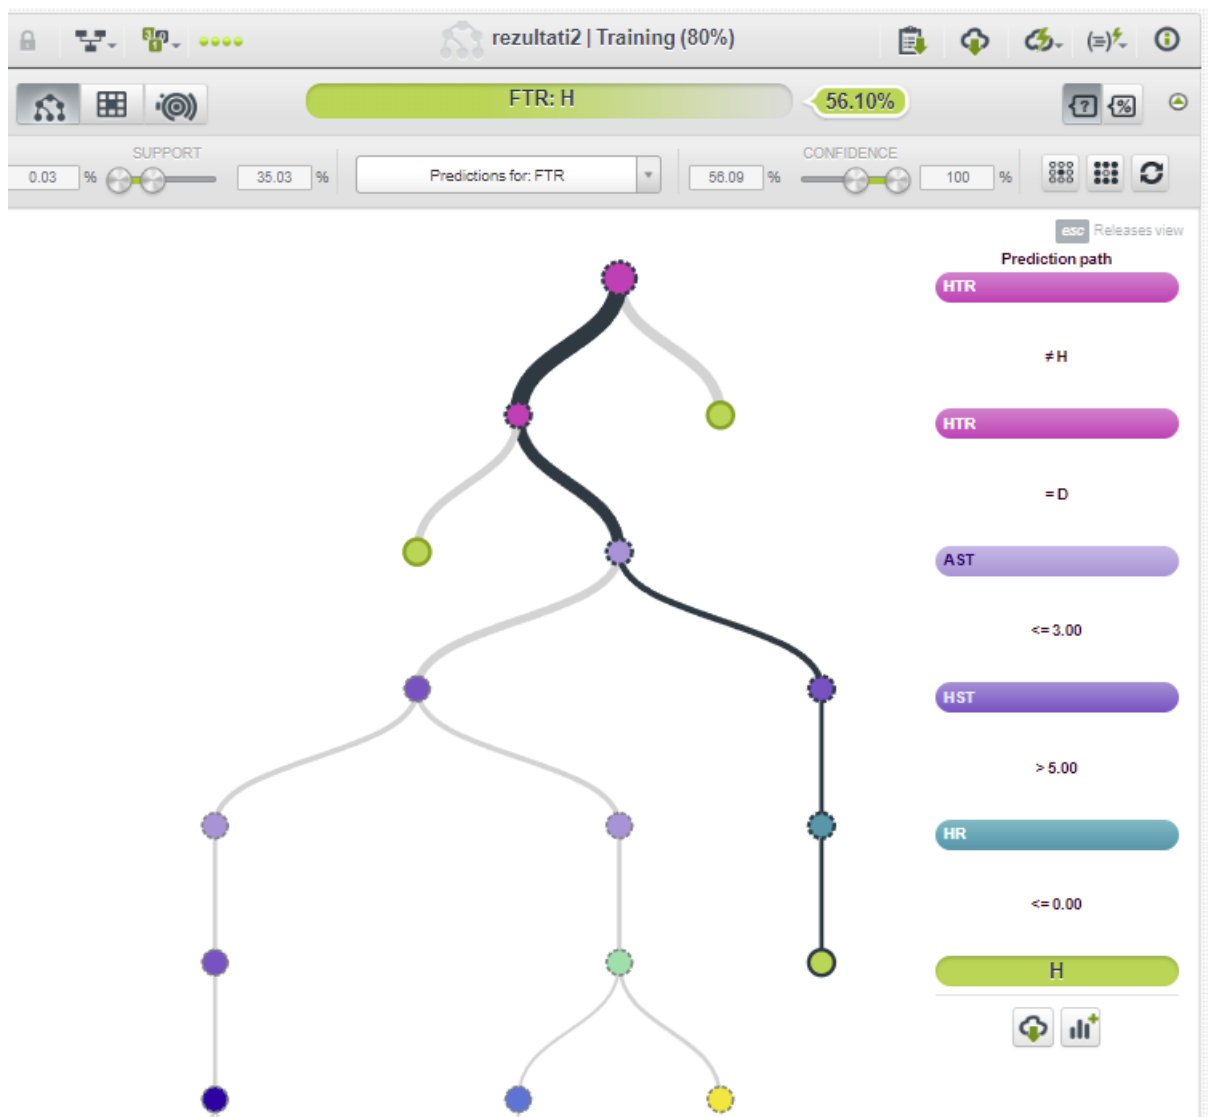 rezultati2 | Training (80%)
FTR: H
56.10%
SUPPORT
CONFIDENCE
0.03 %
35.03 %
Predictions for: FTR
56.09 %
100 %
esc Releases view
Prediction path
HTR
≠ H
HTR
= D
AST
<= 3.00
HST
> 5.00
HR
<= 0.00
H